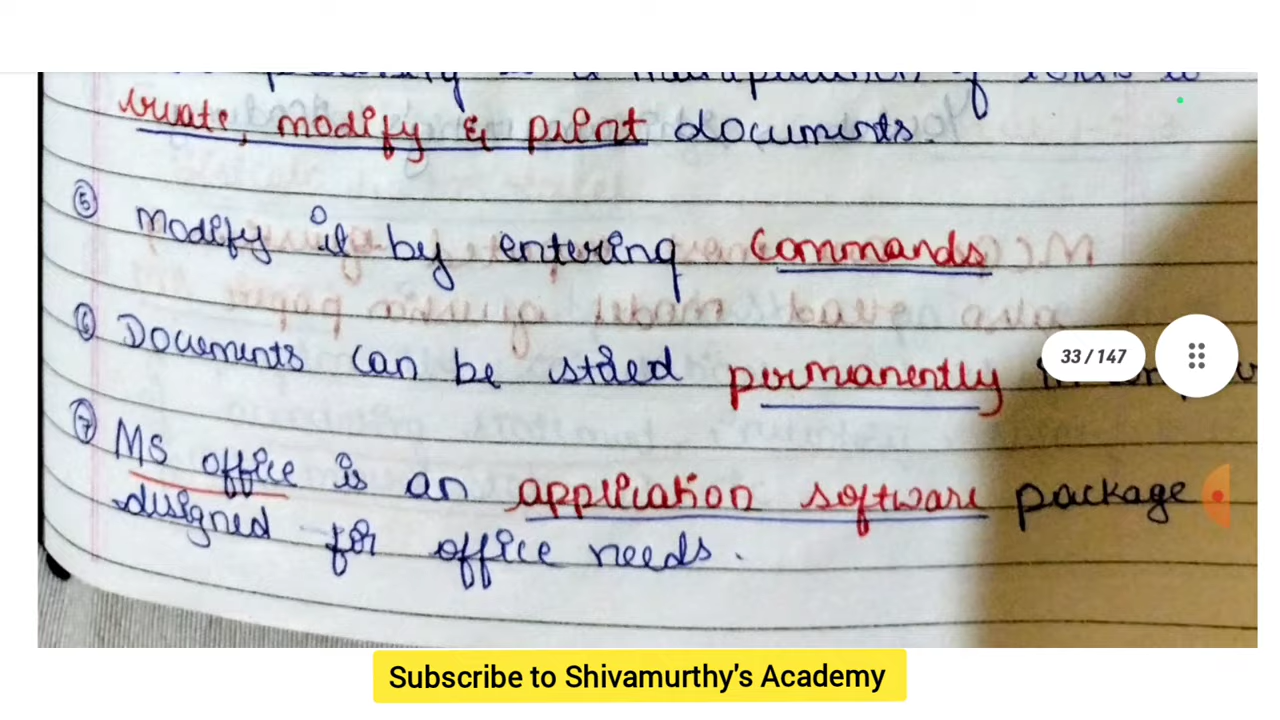 create, modify & print documents.
⑤ Modify it by entering commands
⑥ Documents can be stored permanently in
33 / 147
⑦ MS office is an application software package
designed for office needs.
Subscribe to Shivamurthy's Academy